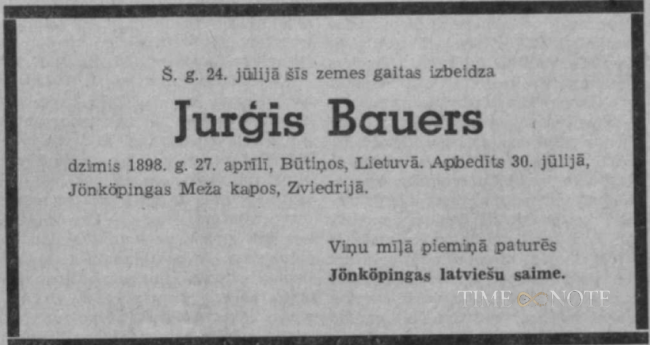 Š. g. 24. jūlijā šīs zemes gaitas izbeidza
Jurģis Bauers
dzimis 1898. g. 27. aprīlī, Būtiņos, Lietuvā. Apbedīts 30. jūlijā,
Jönköpingas Meža kapos, Zviedrijā.
Viņu mīļā piemiņā paturēs
Jönköpingas latviešu saime.
TIMENOTE